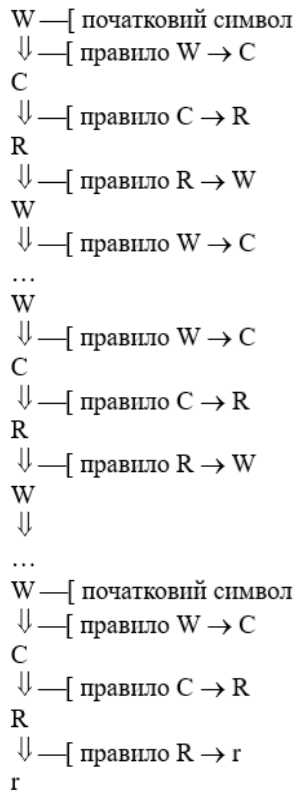 W —[ початковий символ
⇓ —[ правило W → C
C
⇓ —[ правило C → R
R
⇓ —[ правило R → W
W
⇓ —[ правило W → C
…
W
⇓ —[ правило W → C
C
⇓ —[ правило C → R
R
⇓ —[ правило R → W
W
⇓
…
W —[ початковий символ
⇓ —[ правило W → C
C
⇓ —[ правило C → R
R
⇓ —[ правило R → r
r